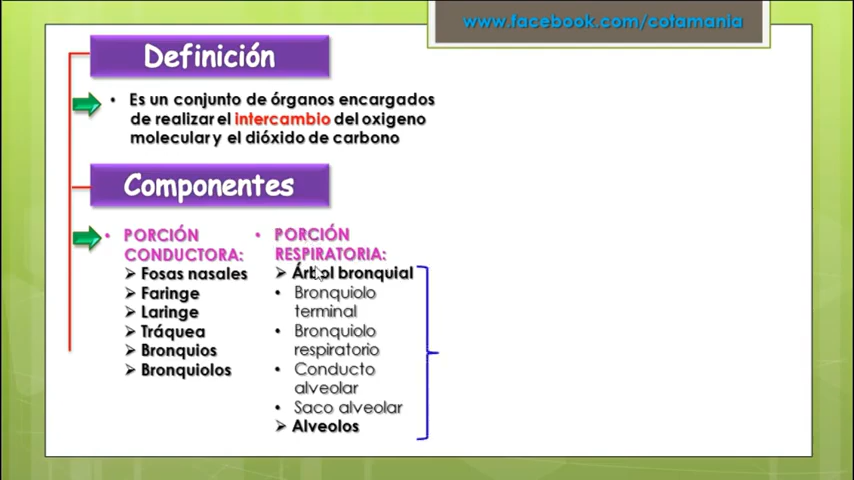 www.facebook.com/cotamania
Definición
• Es un conjunto de órganos encargados
de realizar el intercambio del oxigeno
molecular y el dióxido de carbono
Componentes
• PORCIÓN
CONDUCTORA:
➢ Fosas nasales
➢ Faringe
➢ Laringe
➢ Tráquea
➢ Bronquios
➢ Bronquiolos
• PORCIÓN
RESPIRATORIA:
➢ Árbol bronquial
• Bronquiolo
terminal
• Bronquiolo
respiratorio
• Conducto
alveolar
• Saco alveolar
➢ Alveolos